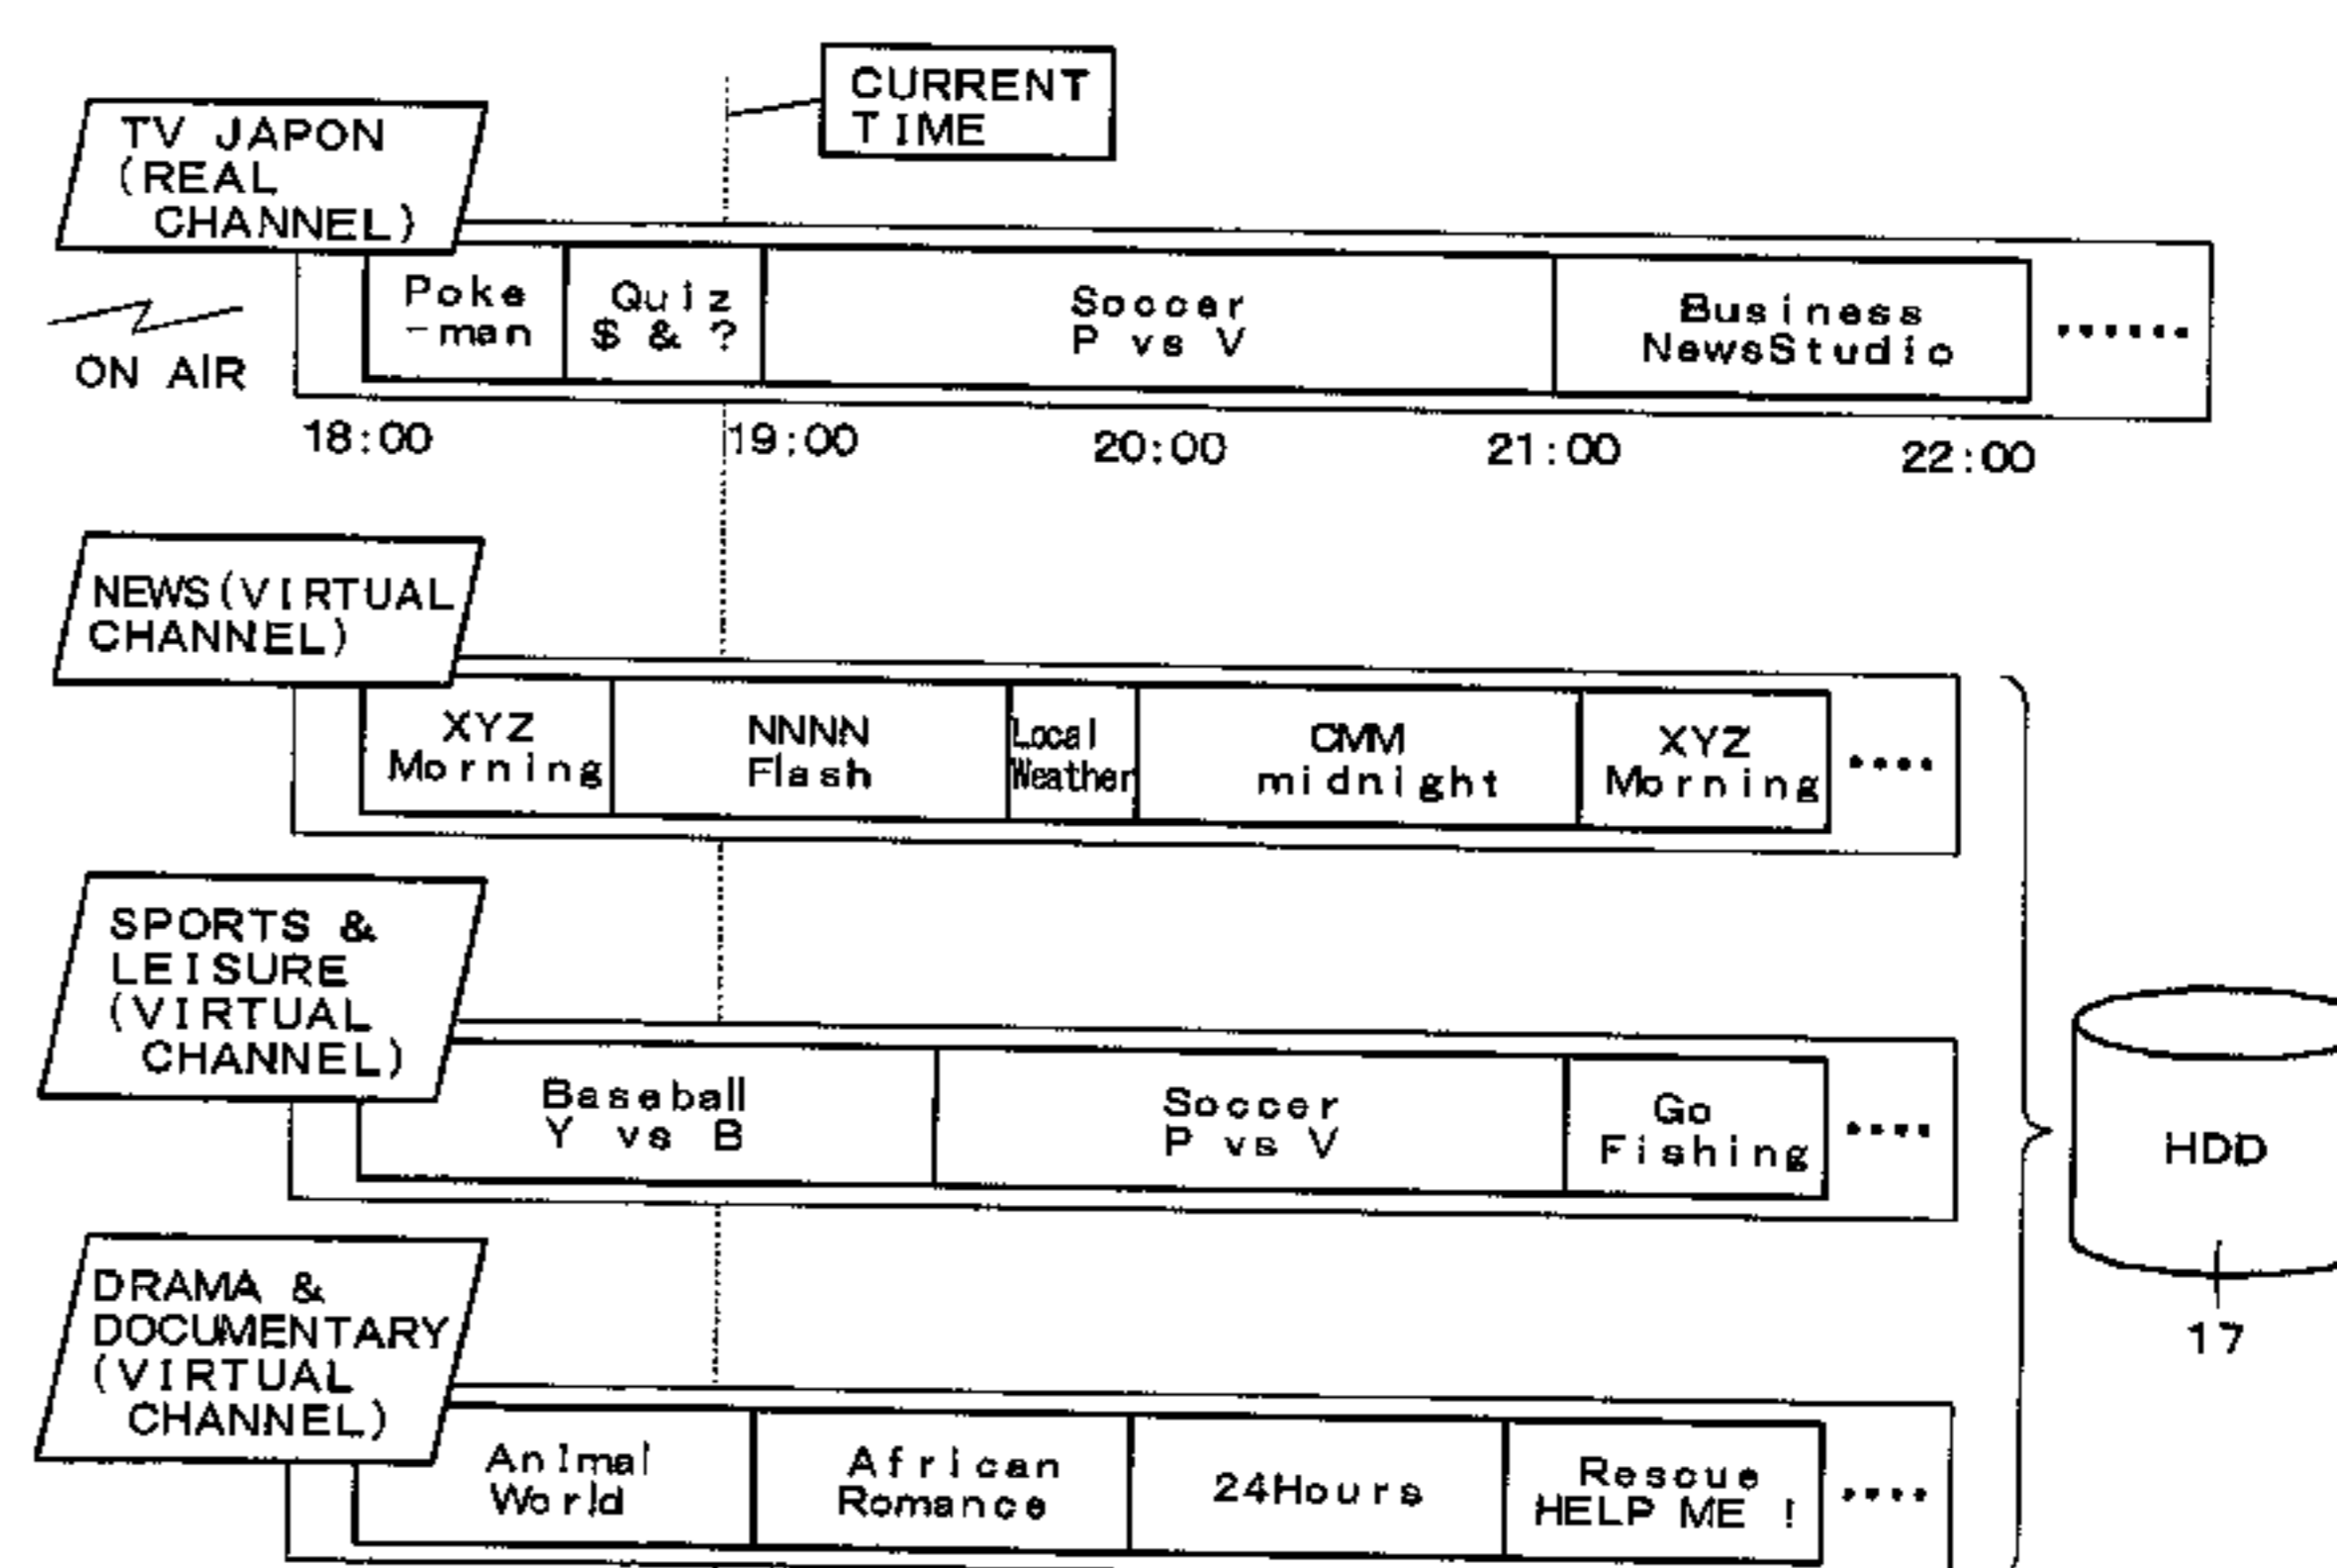 CURRENT
TIME
TV JAPON
(REAL
CHANNEL)
ON AIR
Poke
-man
Quiz
$ & ?
Soccer
P vs V
Business
NewsStudio
......
18:00
19:00
20:00
21:00
22:00
NEWS(VIRTUAL
CHANNEL)
XYZ
Morning
NNNN
Flash
Local
Weather
CMM
midnight
XYZ
Morning
....
SPORTS &
LEISURE
(VIRTUAL
CHANNEL)
Baseball
Y vs B
Soccer
P vs V
Go
Fishing
....
HDD
17
DRAMA &
DOCUMENTARY
(VIRTUAL
CHANNEL)
Animal
World
African
Romance
24Hours
Rescue
HELP ME !
....